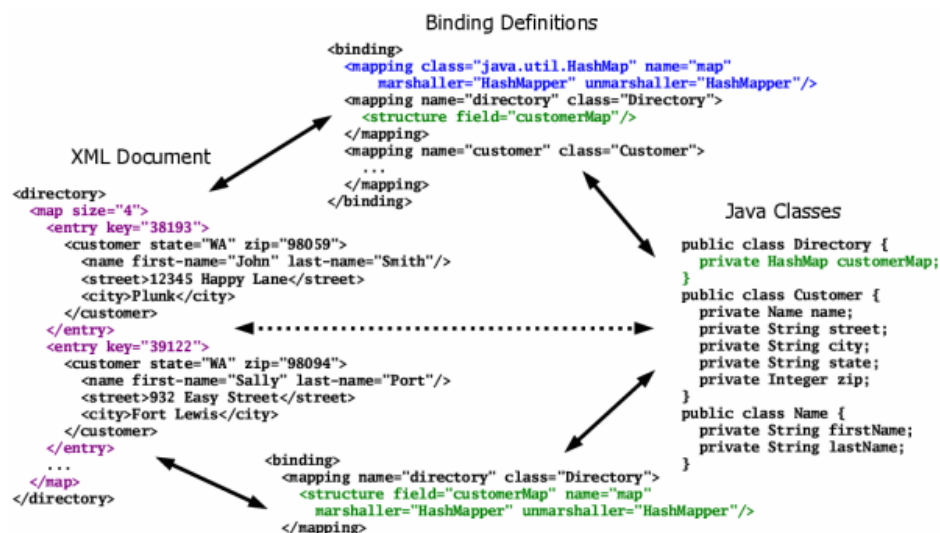 Binding Definitions
<binding>
<mapping class="java.util.HashMap" name="map"
marshaller="HashMapper" unmarshaller="HashMapper"/>
<mapping name="directory" class="Directory">
<structure field="customerMap"/>
</mapping>
<mapping name="customer" class="Customer">
...
</mapping>
</binding>
XML Document
<directory>
<map size="4">
<entry key="38193">
<customer state="WA" zip="98059">
<name first-name="John" last-name="Smith"/>
<street>12345 Happy Lane</street>
<city>Plunk</city>
</customer>
</entry>
<entry key="39122">
<customer state="WA" zip="98094">
<name first-name="Sally" last-name="Port"/>
<street>932 Easy Street</street>
<city>Fort Lewis</city>
</customer>
</entry>
...
</map>
</directory>
Java Classes
public class Directory {
private HashMap customerMap;
}
public class Customer {
private Name name;
private String street;
private String city;
private String state;
private Integer zip;
}
public class Name {
private String firstName;
private String lastName;
}
<binding>
<mapping name="directory" class="Directory">
<structure field="customerMap" name="map"
marshaller="HashMapper" unmarshaller="HashMapper"/>
</mapping>